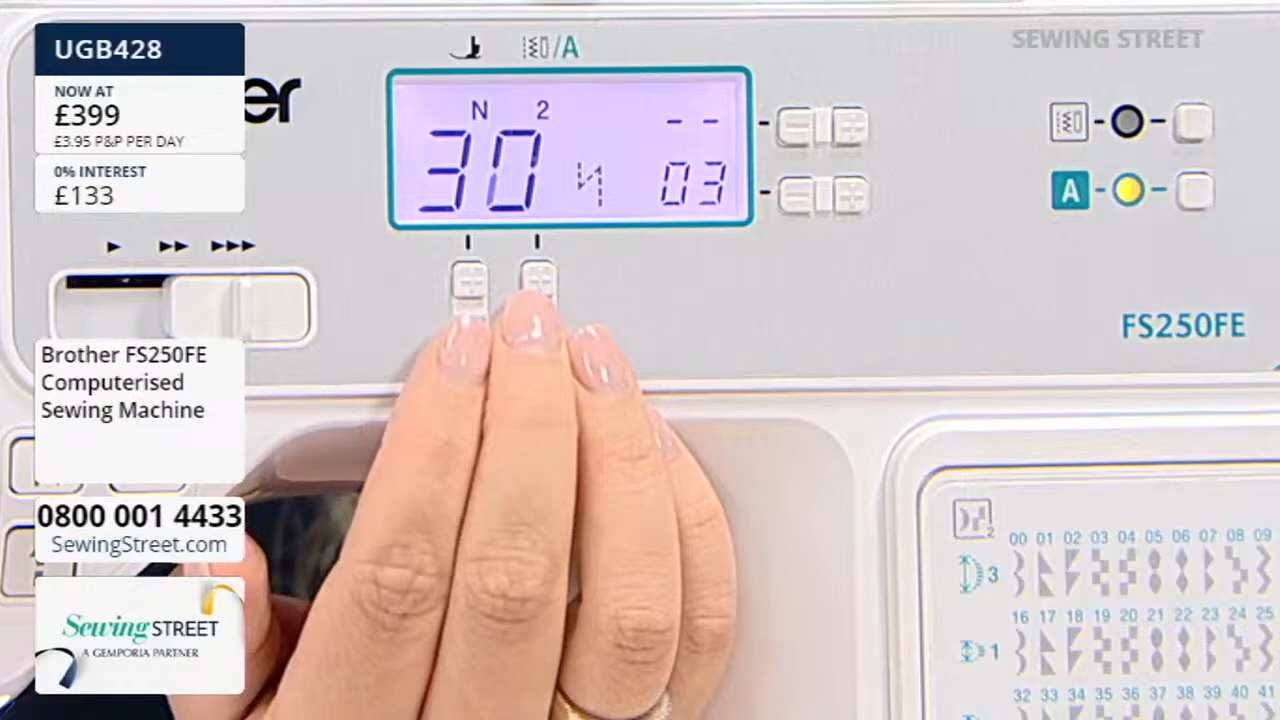 UGB428
NOW AT
£399
£3.95 P&P PER DAY
0% INTEREST
£133
er
/A
SEWING STREET
N 2
30 -- 03
A
FS250FE
Brother FS250FE
Computerised
Sewing Machine
0800 001 4433
SewingStreet.com
Sewing STREET
A GEMPORIA PARTNER
2
00 01 02 03 04 05 06 07 08 09
3
16 17 18 19 20 21 22 23 24 25
1
32 33 34 35 36 37 38 39 40 41